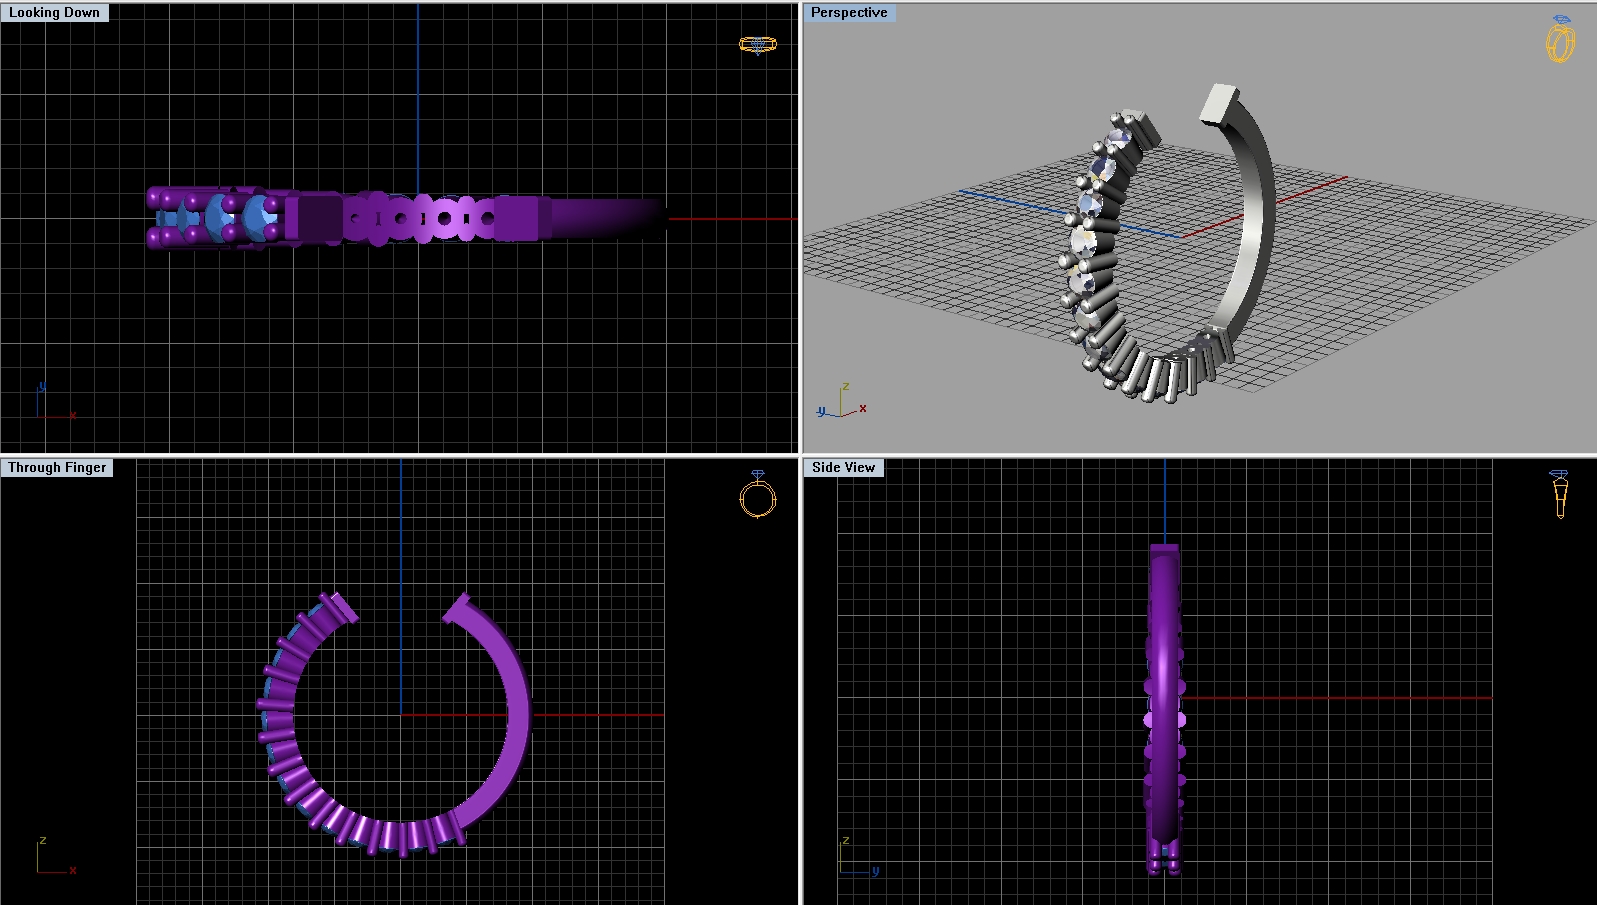 Looking Down
Perspective
y
x
z
-y
x
Through Finger
Side View
z
x
z
y